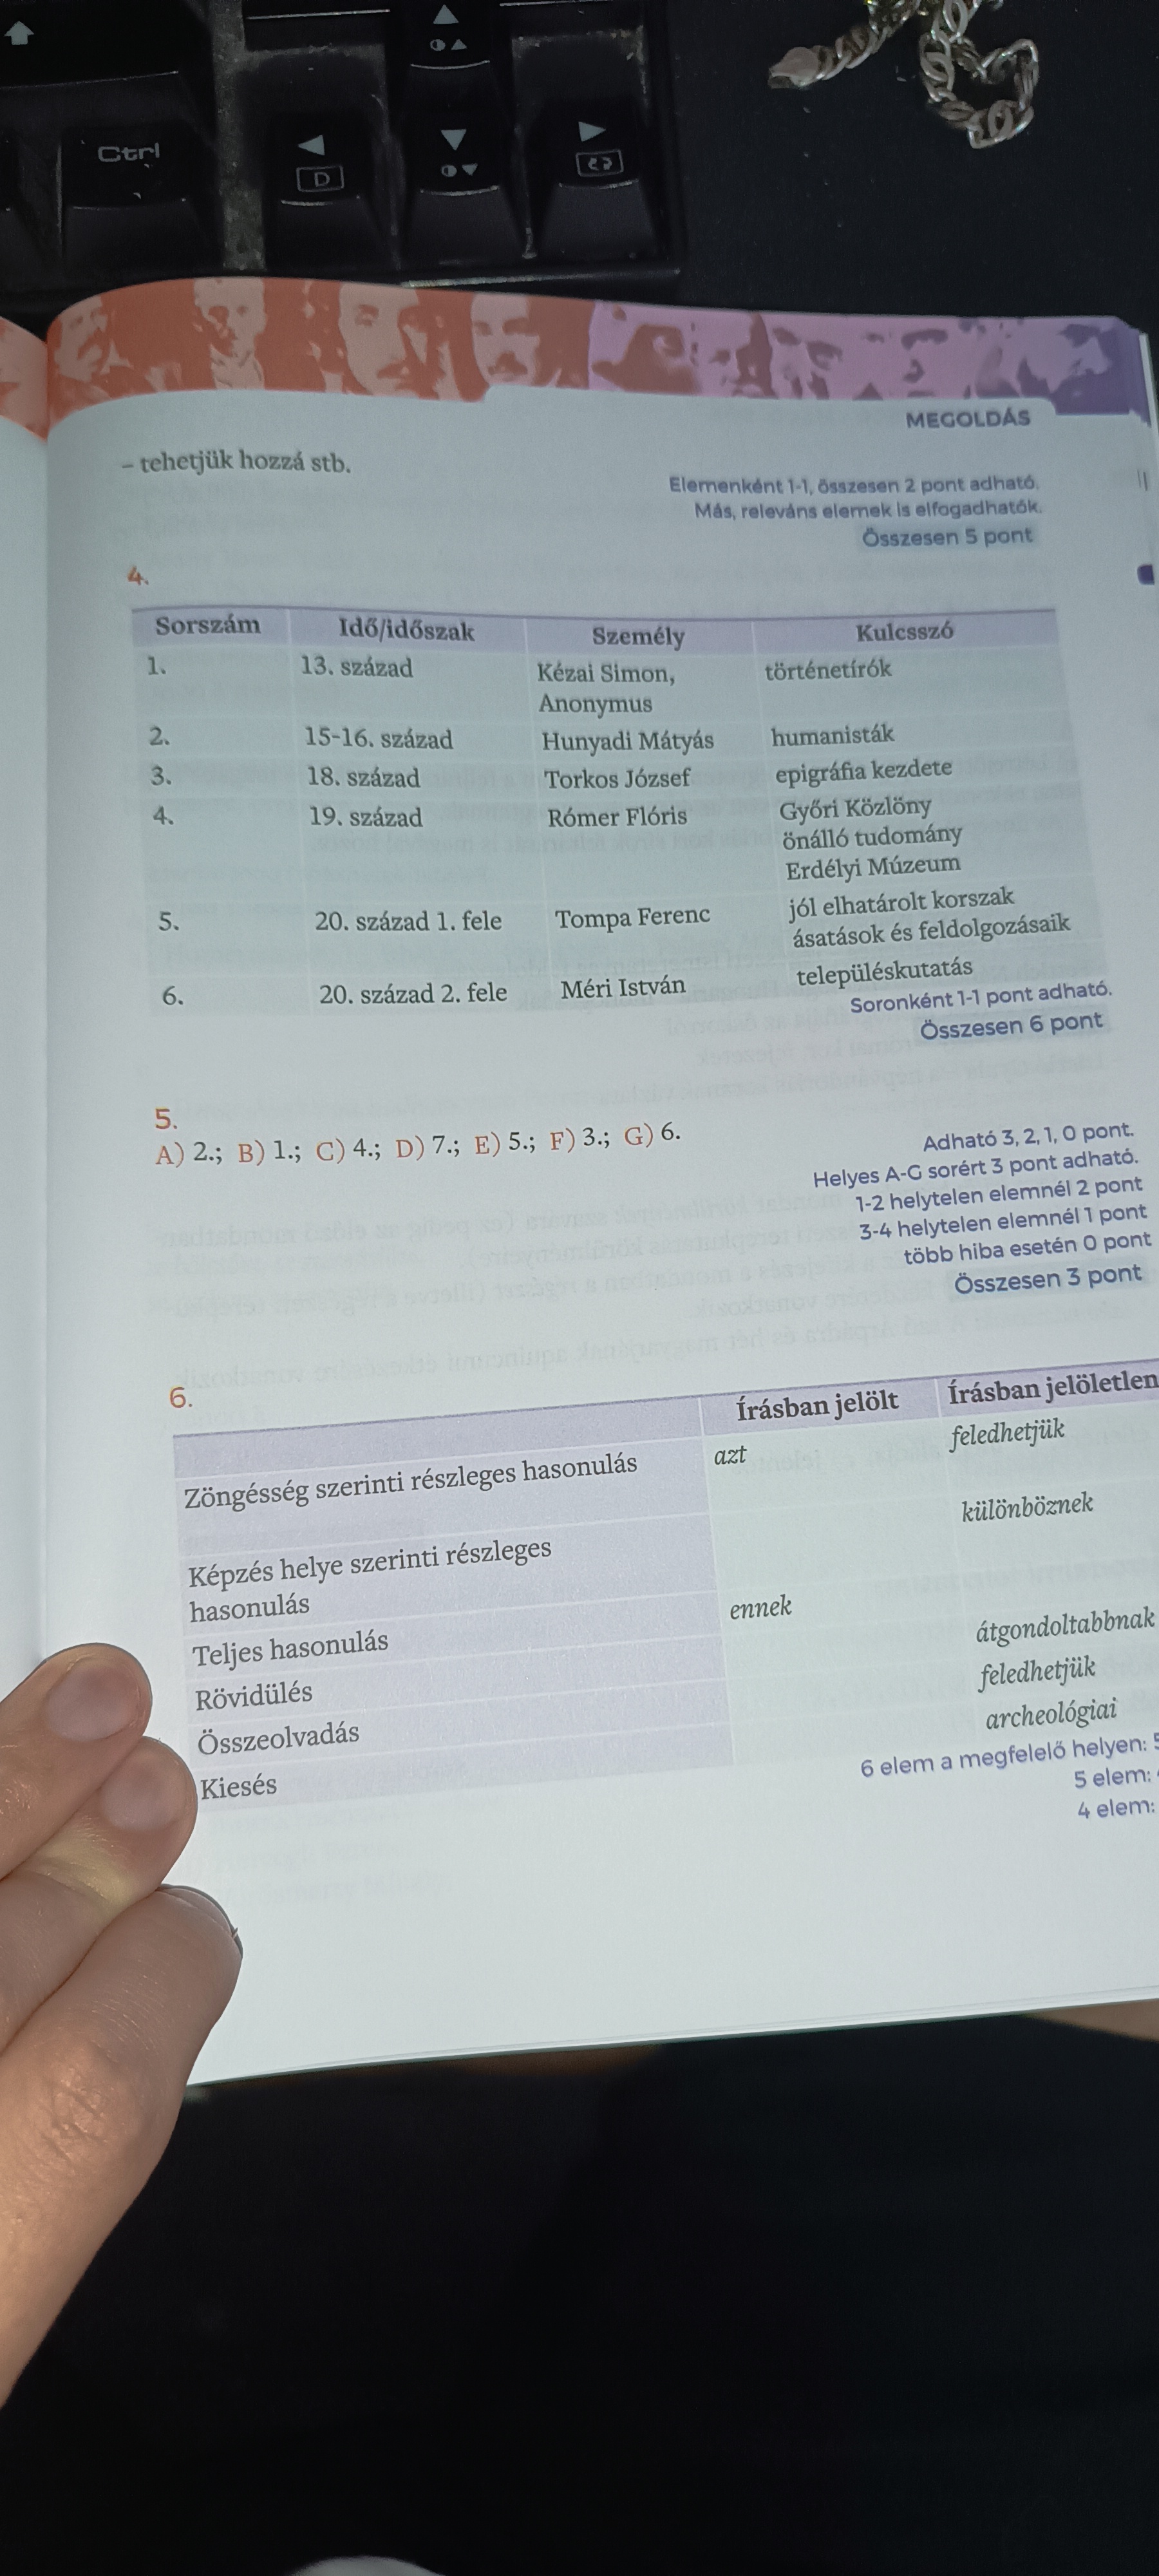 Ctrl
D
MEGOLDÁS
– tehetjük hozzá stb.
Elemenként 1-1, összesen 2 pont adható.
Más, releváns elemek is elfogadhatók.
Összesen 5 pont
4.
Sorszám Idő/időszak Személy Kulcsszó
1. 13. század Kézai Simon, történetírók
Anonymus
2. 15-16. század Hunyadi Mátyás humanisták
3. 18. század Torkos József epigráfia kezdete
4. 19. század Rómer Flóris Győri Közlöny
önálló tudomány
Erdélyi Múzeum
5. 20. század 1. fele Tompa Ferenc jól elhatárolt korszak
ásatások és feldolgozásaik
6. 20. század 2. fele Méri István településkutatás
Soronként 1-1 pont adható.
Összesen 6 pont
5.
A) 2.; B) 1.; C) 4.; D) 7.; E) 5.; F) 3.; G) 6.
Adható 3, 2, 1, 0 pont.
Helyes A-G sorért 3 pont adható.
1-2 helytelen elemnél 2 pont
3-4 helytelen elemnél 1 pont
több hiba esetén 0 pont
Összesen 3 pont
6.
Írásban jelölt Írásban jelöletlen
Zöngésség szerinti részleges hasonulás azt feledhetjük
Képzés helye szerinti részleges különböznek
hasonulás
Teljes hasonulás ennek
Rövidülés átgondoltabbnak
Összeolvadás feledhetjük
Kiesés archeológiai
6 elem a megfelelő helyen:
5 elem:
4 elem: